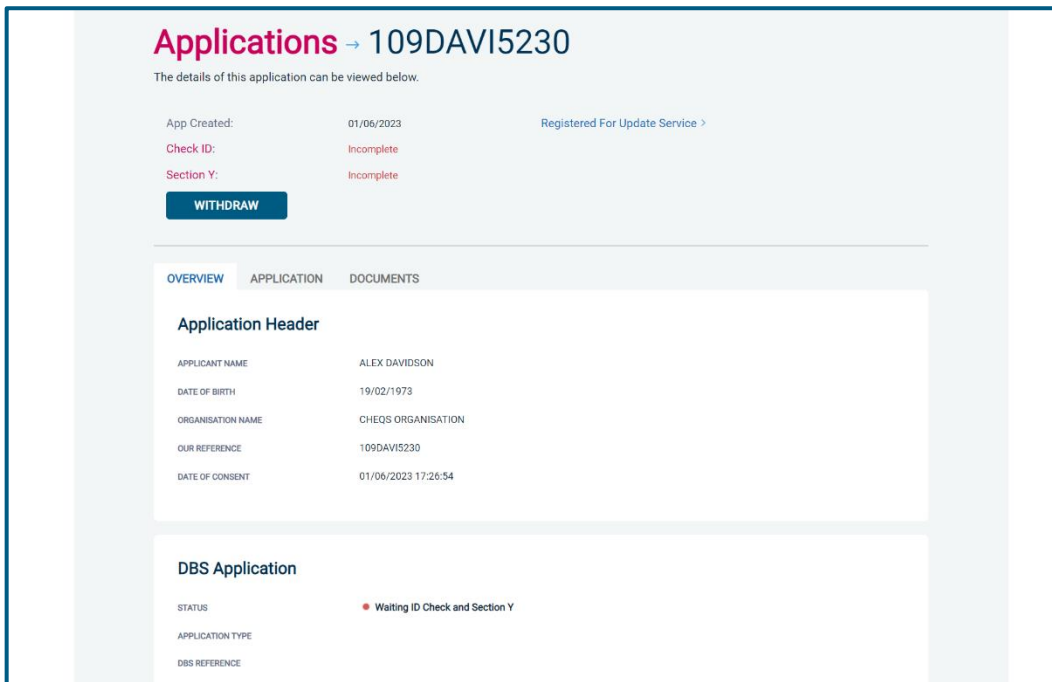 Applications → 109DAVI5230
The details of this application can be viewed below.
App Created: 01/06/2023 Registered For Update Service >
Check ID: Incomplete
Section Y: Incomplete
WITHDRAW
OVERVIEW APPLICATION DOCUMENTS
Application Header
APPLICANT NAME ALEX DAVIDSON
DATE OF BIRTH 19/02/1973
ORGANISATION NAME CHEQS ORGANISATION
OUR REFERENCE 109DAVI5230
DATE OF CONSENT 01/06/2023 17:26:54
DBS Application
STATUS Waiting ID Check and Section Y
APPLICATION TYPE
DBS REFERENCE